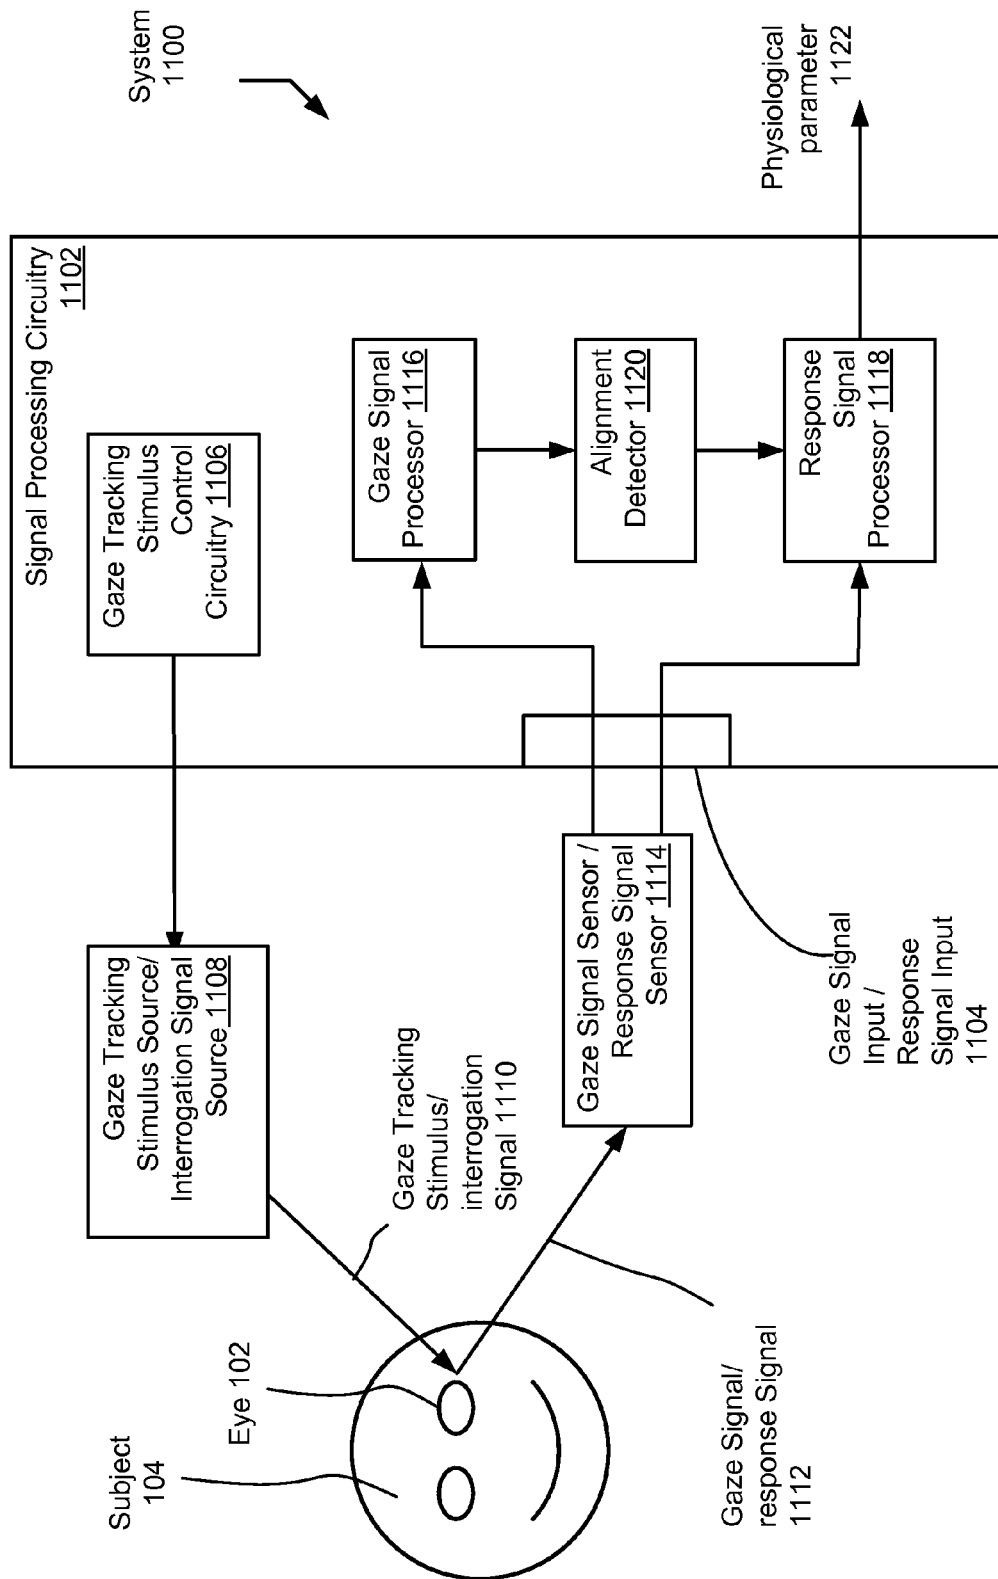 System
1100
Signal Processing Circuitry
1102
Gaze Tracking
Stimulus
Control
Circuitry 1106
Gaze Signal
Processor 1116
Alignment
Detector 1120
Response
Signal
Processor 1118
Physiological
parameter
1122
Gaze Tracking
Stimulus Source/
Interrogation Signal
Source 1108
Gaze Tracking
Stimulus/
interrogation
Signal 1110
Gaze Signal Sensor /
Response Signal
Sensor 1114
Gaze Signal
Input /
Response
Signal Input
1104
Subject
104
Eye 102
Gaze Signal/
response Signal
1112